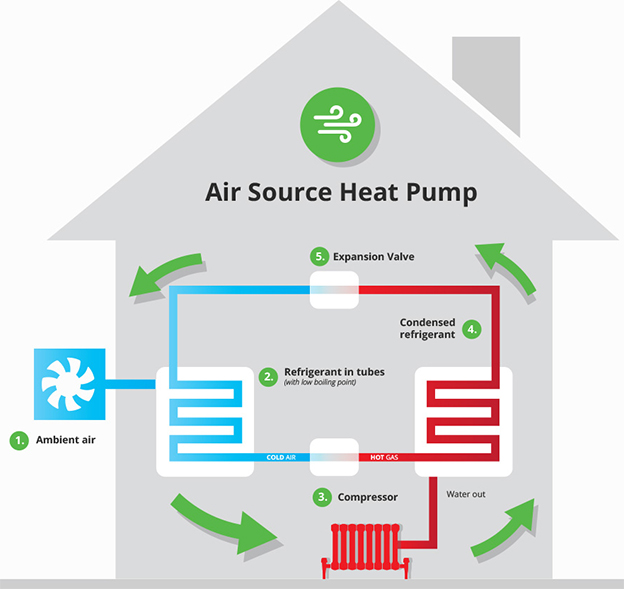 Air Source Heat Pump
5. Expansion Valve
Condensed
refrigerant 4.
2. Refrigerant in tubes
(with low boiling point)
1. Ambient air
COLD AIR
HOT GAS
3. Compressor
Water out